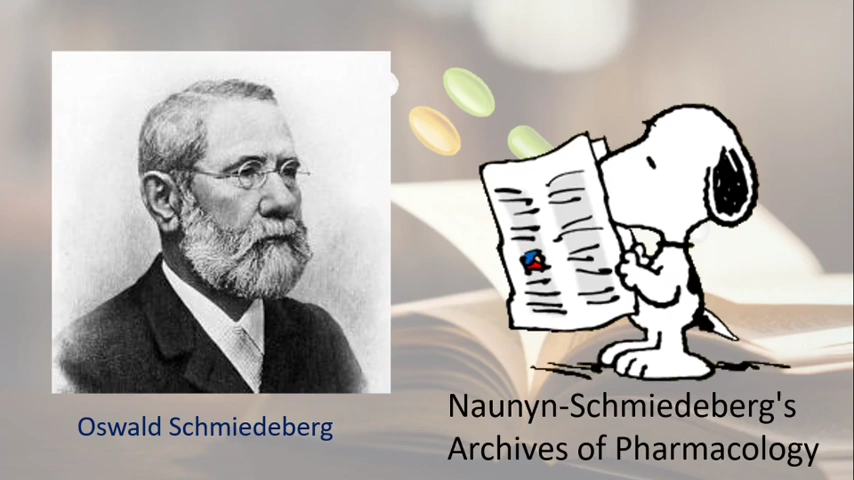 Oswald Schmiedeberg
Naunyn-Schmiedeberg's
Archives of Pharmacology